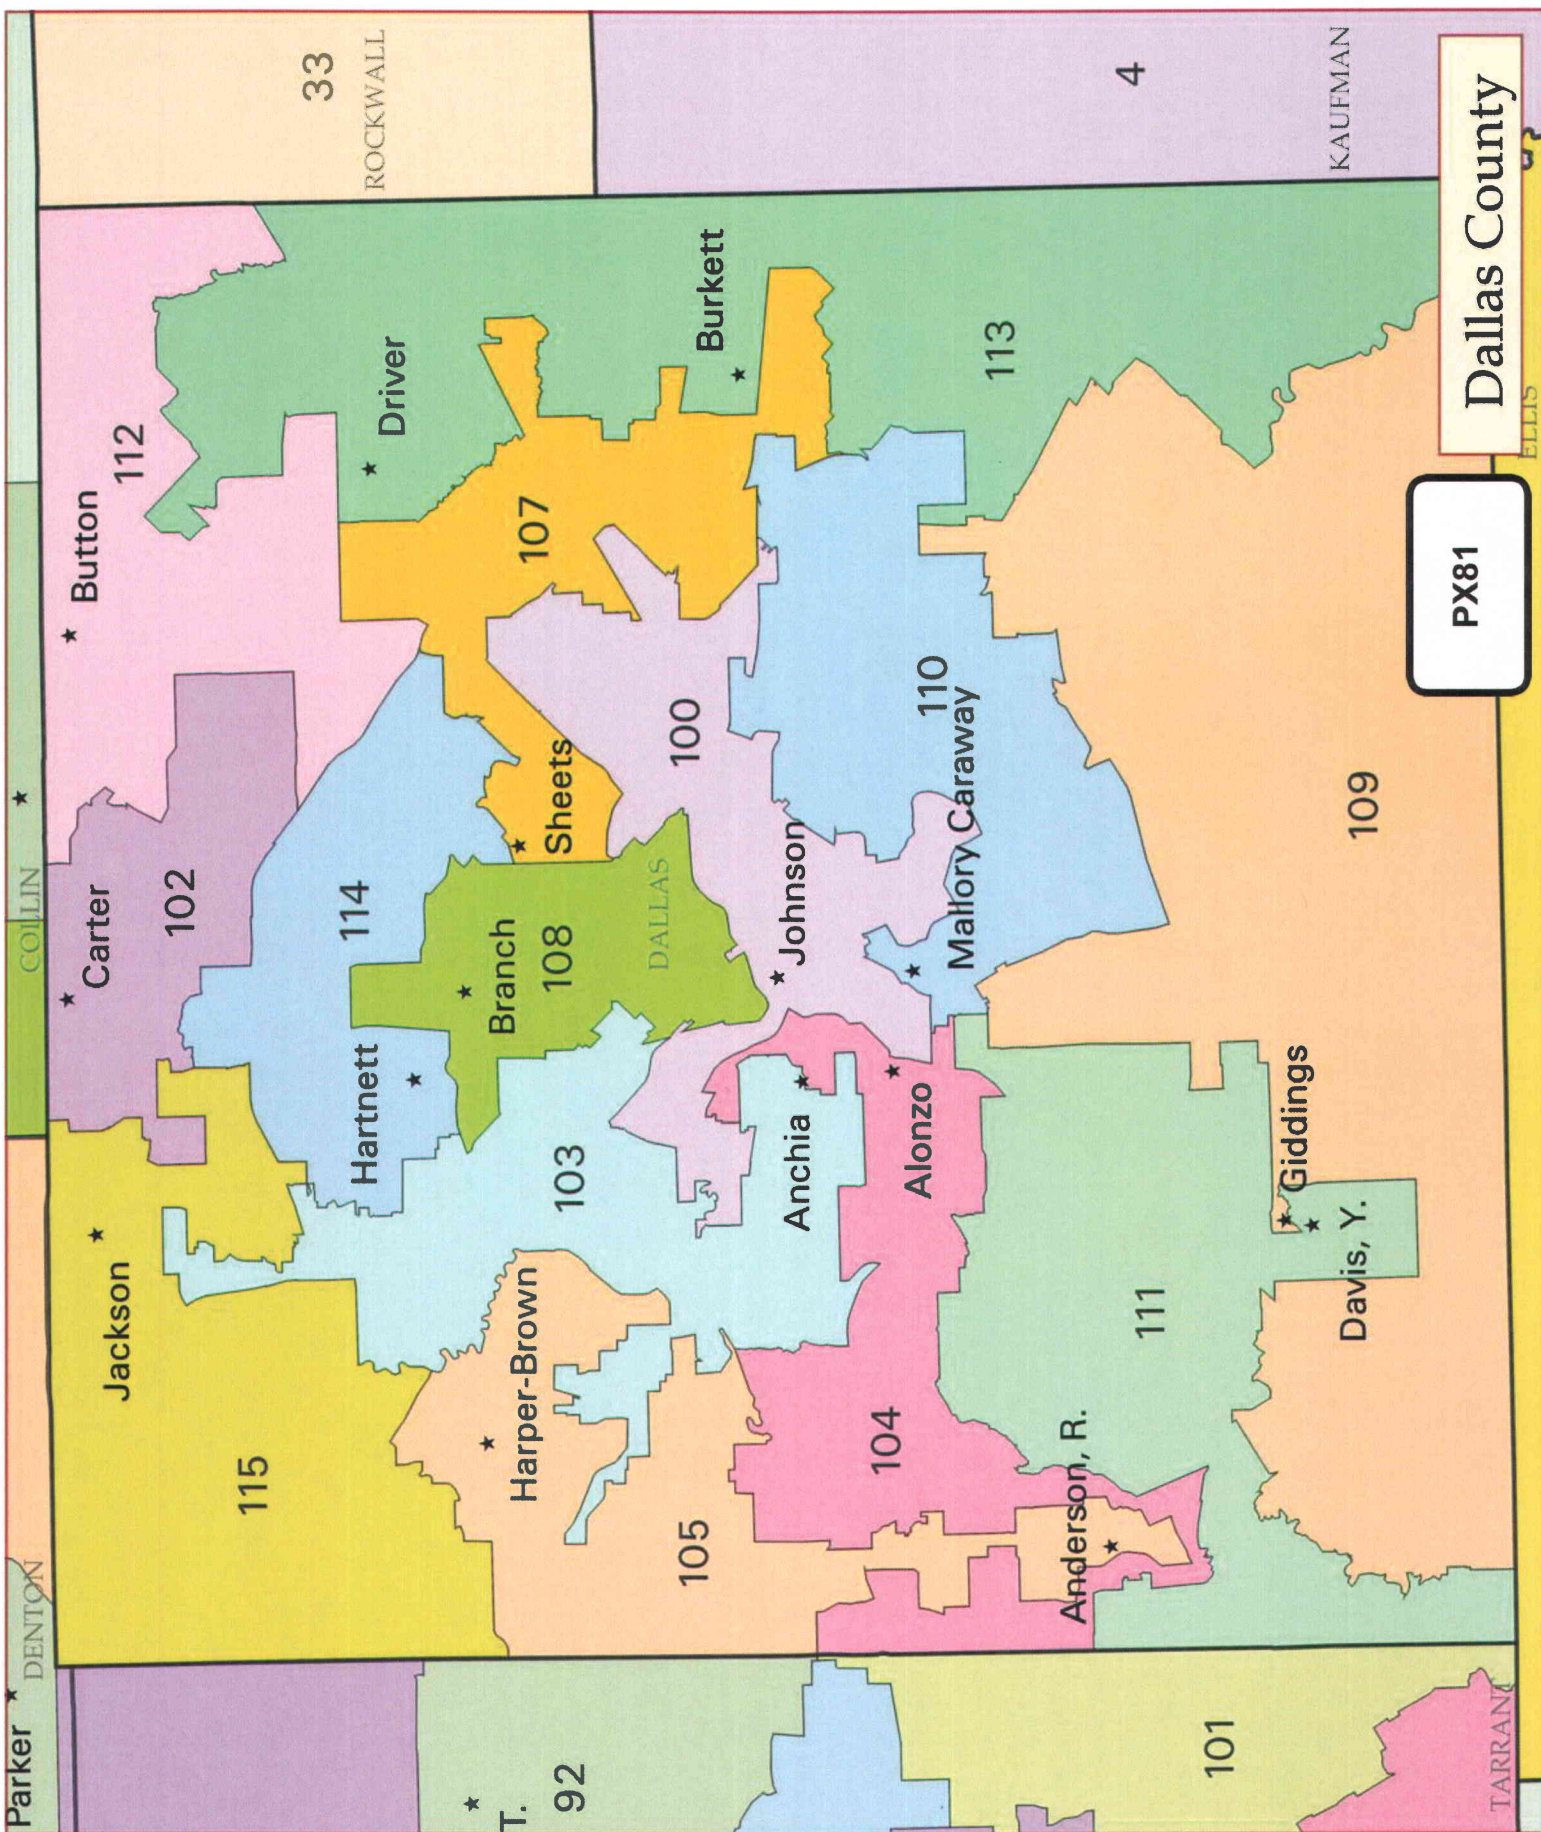 Parker
DENTON
COLLIN
33
ROCKWALL
Jackson
Carter
Button
115
102
112
Hartnett
114
Driver
92
T.
Harper-Brown
103
Branch
108
Sheets
107
105
DALLAS
100
Burkett
4
Anchia
Johnson
104
Alonzo
Mallory Caraway
110
113
Anderson, R.
101
111
Giddings
Davis, Y.
109
KAUFMAN
TARRANT
PX81
Dallas County
ELLIS